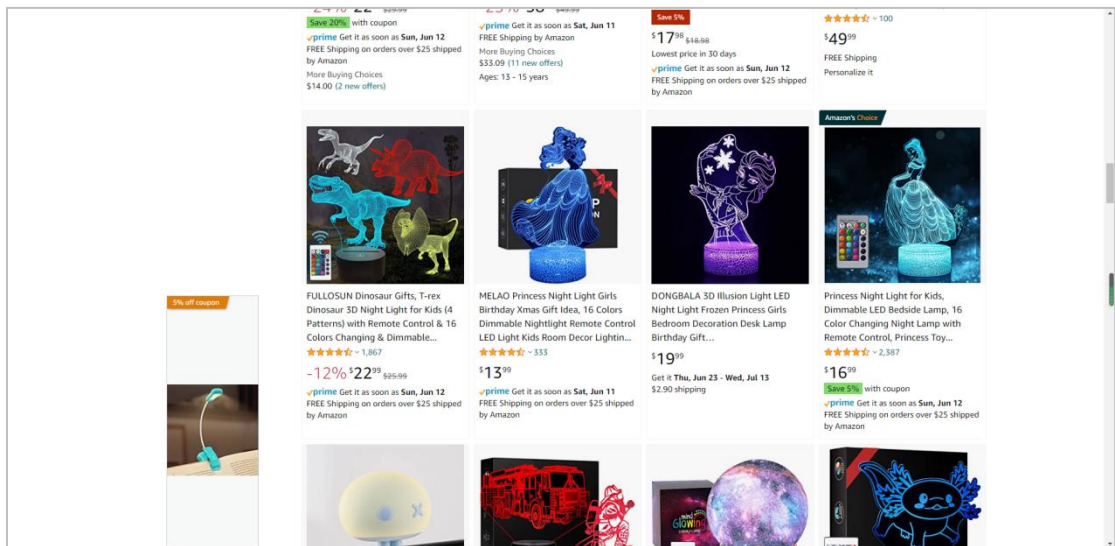 Save 20% with coupon
prime Get it as soon as Sun, Jun 12
FREE Shipping on orders over $25 shipped
by Amazon
More Buying Choices
$14.00 (2 new offers)
prime Get it as soon as Sat, Jun 11
FREE Shipping by Amazon
More Buying Choices
$33.09 (11 new offers)
Ages: 13 - 15 years
Save 5%
$17.98 $18.98
Lowest price in 30 days
prime Get it as soon as Sun, Jun 12
FREE Shipping on orders over $25 shipped
by Amazon
100
$49.99
FREE Shipping
Personalize it
5% off coupon
FULLOSUN Dinosaur Gifts, T-rex
Dinosaur 3D Night Light for Kids (4
Patterns) with Remote Control & 16
Colors Changing & Dimmable...
1,867
-12% $22.99 $25.99
prime Get it as soon as Sun, Jun 12
FREE Shipping on orders over $25 shipped
by Amazon
MELAO Princess Night Light Girls
Birthday Xmas Gift Idea, 16 Colors
Dimmable Nightlight Remote Control
LED Light Kids Room Decor Lightin...
333
$13.99
prime Get it as soon as Sat, Jun 11
FREE Shipping on orders over $25 shipped
by Amazon
DONGBALA 3D Illusion Light LED
Night Light Frozen Princess Girls
Bedroom Decoration Desk Lamp
Birthday Gift...
$19.99
Get it Thu, Jun 23 - Wed, Jul 13
$2.90 shipping
Amazon's Choice
Princess Night Light for Kids,
Dimmable LED Bedside Lamp, 16
Color Changing Night Lamp with
Remote Control, Princess Toy...
2,387
$16.99
Save 5% with coupon
prime Get it as soon as Sun, Jun 12
FREE Shipping on orders over $25 shipped
by Amazon
mind
Glowing